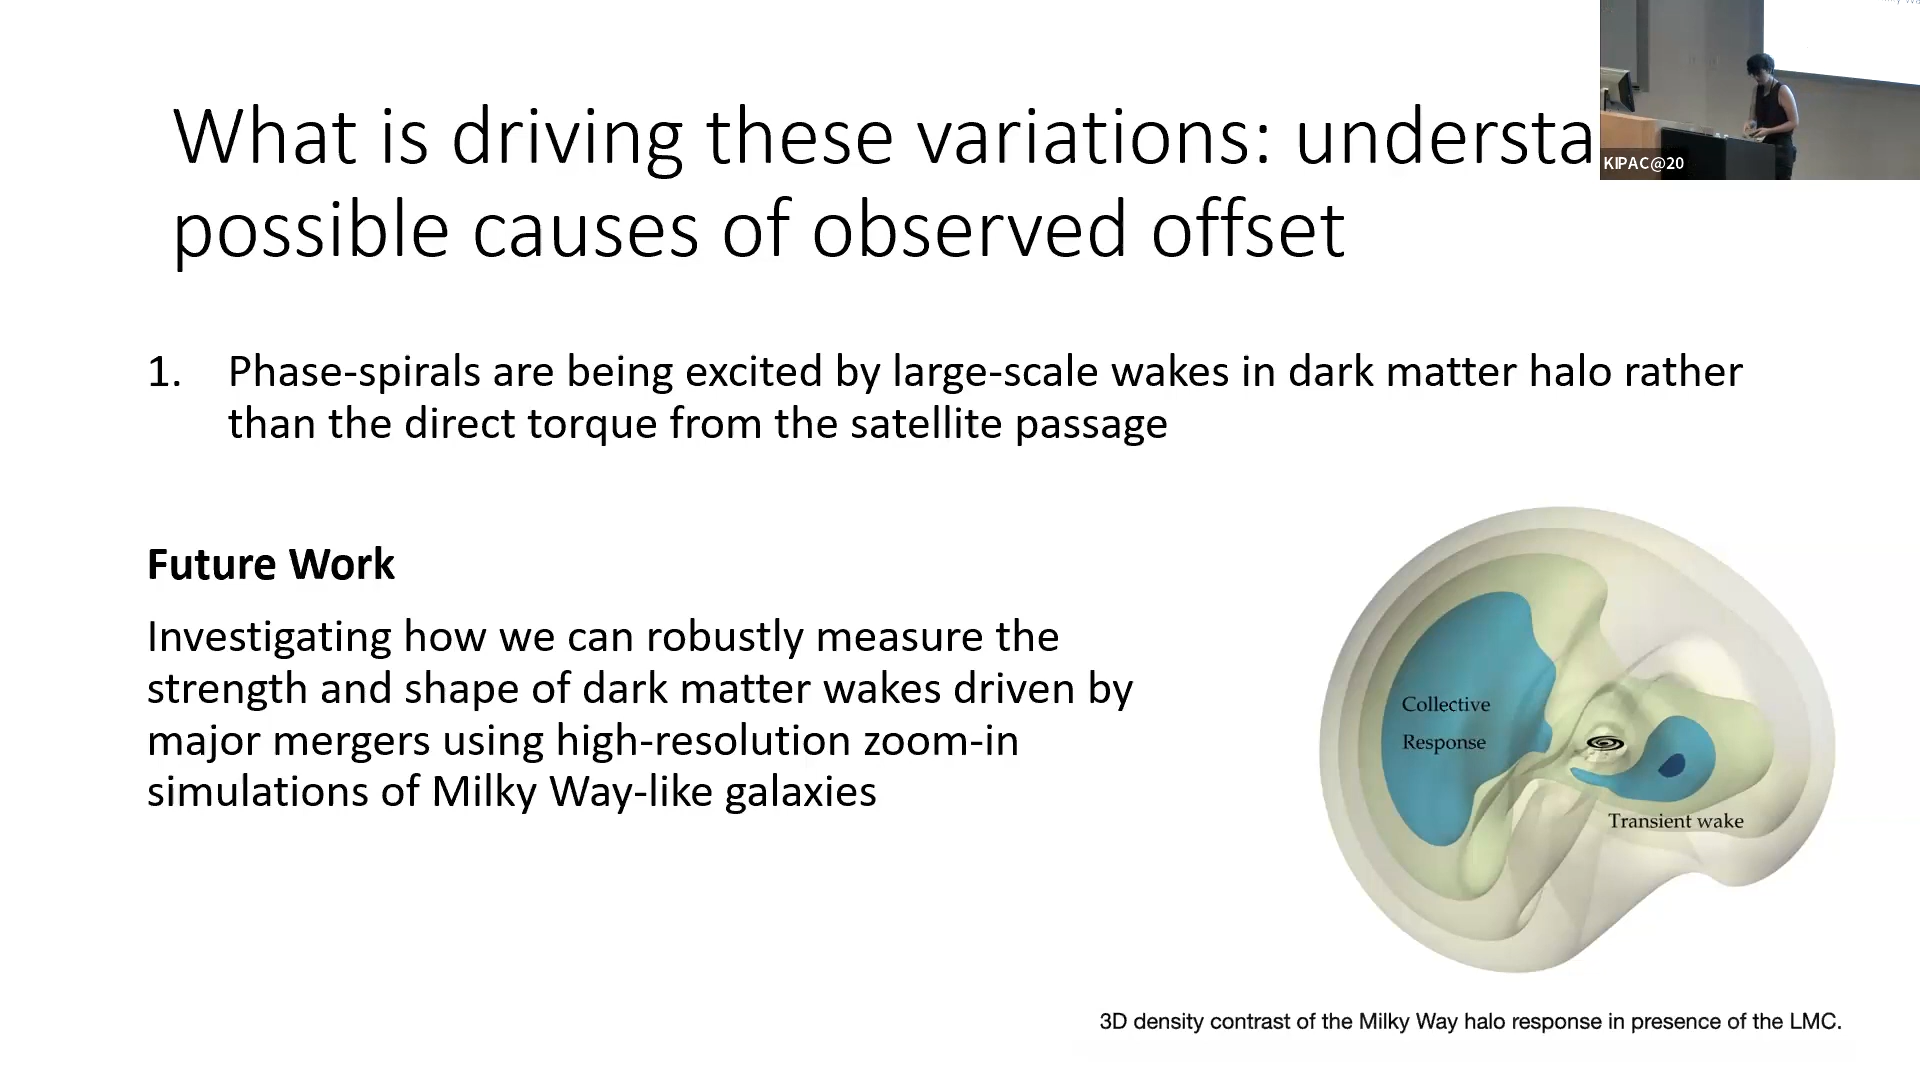 What is driving these variations: understa
possible causes of observed offset
KIPAC@20
1. Phase-spirals are being excited by large-scale wakes in dark matter halo rather
than the direct torque from the satellite passage
Future Work
Investigating how we can robustly measure the
strength and shape of dark matter wakes driven by
major mergers using high-resolution zoom-in
simulations of Milky Way-like galaxies
Collective
Response
Transient wake
3D density contrast of the Milky Way halo response in presence of the LMC.